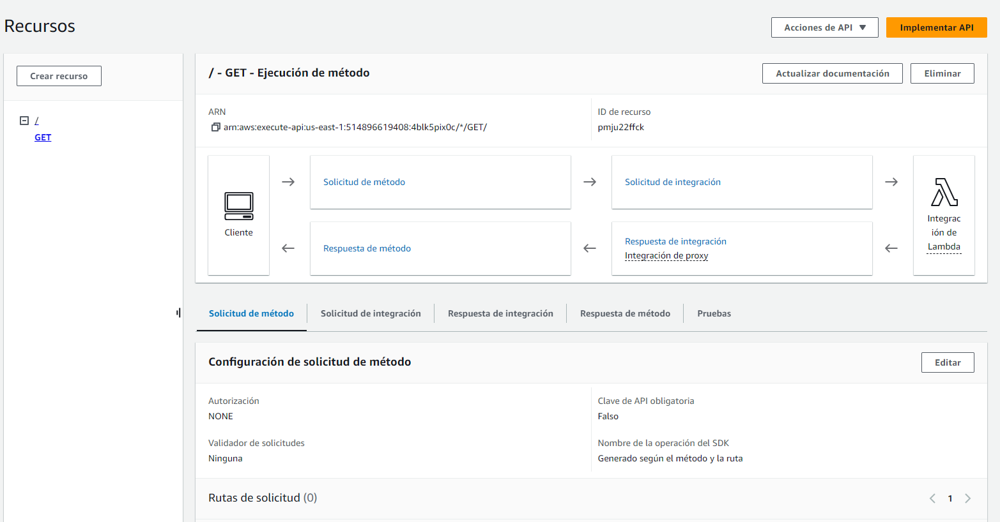 Recursos
Acciones de API
Implementar API
Crear recurso
/
GET
/ - GET - Ejecución de método
Actualizar documentación
Eliminar
ARN
arn:aws:execute-api:us-east-1:514896619408:4blk5pix0c/*/GET/
ID de recurso
pmju22ffck
Cliente
Solicitud de método
Solicitud de integración
Respuesta de método
Respuesta de integración
Integración de proxy
Integrac
ión de
Lambda
Solicitud de método
Solicitud de integración
Respuesta de integración
Respuesta de método
Pruebas
Configuración de solicitud de método
Editar
Autorización
NONE
Clave de API obligatoria
Falso
Validador de solicitudes
Ninguna
Nombre de la operación del SDK
Generado según el método y la ruta
Rutas de solicitud (0)
1